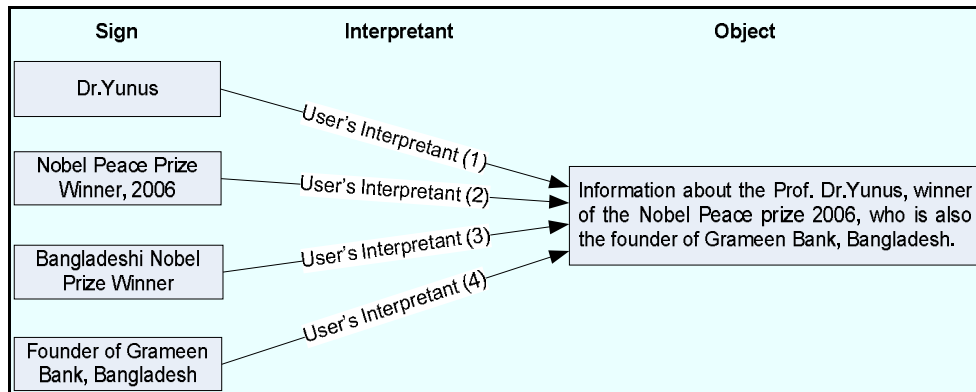 Sign
Interpretant
Object
Dr.Yunus
User's Interpretant (1)
Nobel Peace Prize
Winner, 2006
User's Interpretant (2)
Information about the Prof. Dr.Yunus, winner
of the Nobel Peace prize 2006, who is also
the founder of Grameen Bank, Bangladesh.
Bangladeshi Nobel
Prize Winner
User's Interpretant (3)
User's Interpretant (4)
Founder of Grameen
Bank, Bangladesh